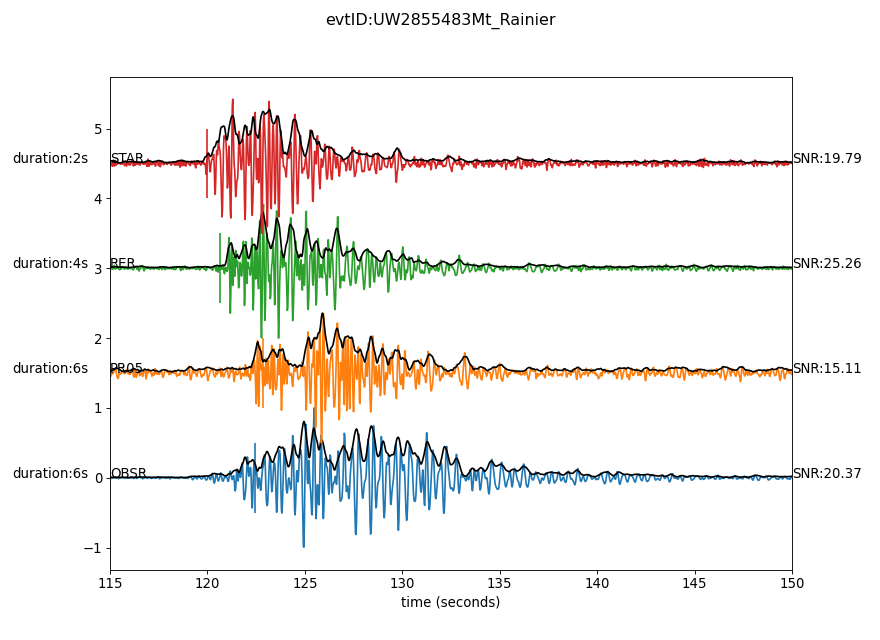 evtID:UW2855483Mt_Rainier
5
duration:2s STAR SNR:19.79
4
duration:4s RER SNR:25.26
3
2
duration:6s PR05 SNR:15.11
1
duration:6s OBSR SNR:20.37
0
−1
115 120 125 130 135 140 145 150
time (seconds)